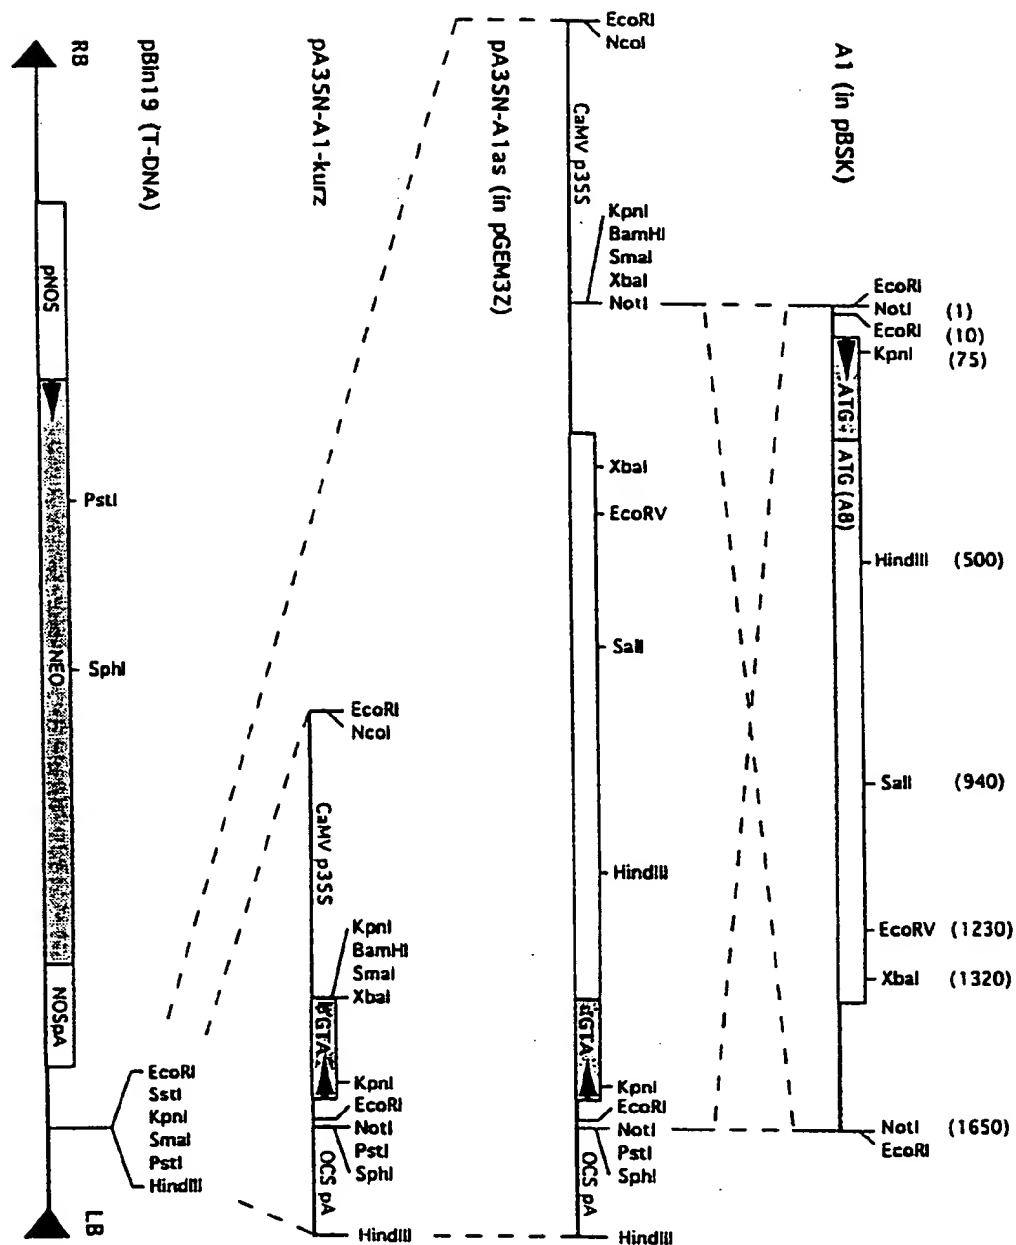 A1 (in pBSK)
EcoRI
NotI (1)
EcoRI (10)
KpnI (75)
ATG
ATG (A8)
HindIII (500)
SalI (940)
EcoRV (1230)
XbaI (1320)
NotI (1650)
EcoRI
pA35N-A1as (in pGEM3Z)
EcoRI
NcoI
CaMV p35S
KpnI
BamHI
SmaI
XbaI
NotI
XbaI
EcoRV
SalI
HindIII
GTA
KpnI
EcoRI
NotI
PstI
SphI
OCS pA
HindIII
pA35N-A1-kurz
EcoRI
NcoI
CaMV p35S
KpnI
BamHI
SmaI
XbaI
GTA
KpnI
EcoRI
NotI
PstI
SphI
OCS pA
HindIII
pBin19 (T-DNA)
RB
pNOS
PstI
NEO
SphI
NOSpA
EcoRI
SstI
KpnI
SmaI
PstI
HindIII
LB